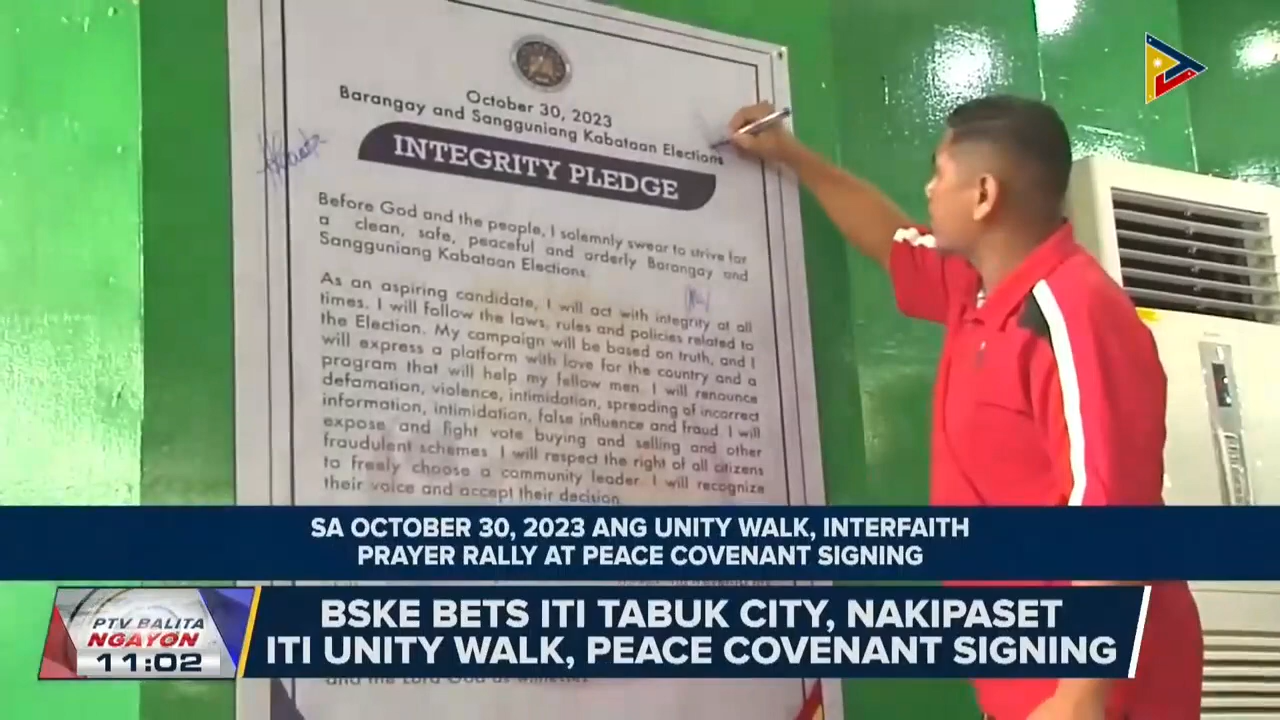 October 30, 2023
Barangay and Sangguniang Kabataan Elections
INTEGRITY PLEDGE
Before God and the people, I solemnly swear to strive for
a clean, safe, peaceful and orderly Barangay and
Sangguniang Kabataan Elections.
As an aspiring candidate, I will act with integrity at all
times. I will follow the laws, rules and policies related to
the Election. My campaign will be based on truth, and I
will express a platform with love for the country and a
program that will help my fellow men. I will renounce
defamation, violence, intimidation, spreading of incorrect
information, intimidation, false influence and fraud. I will
expose and fight vote buying and selling and other
fraudulent schemes. I will respect the right of all citizens
to freely choose a community leader. I will recognize
their voice and accept their decision.
SA OCTOBER 30, 2023 ANG UNITY WALK, INTERFAITH
PRAYER RALLY AT PEACE COVENANT SIGNING
PTV BALITA
NGAYON
11:02
BSKE BETS ITI TABUK CITY, NAKIPASET
ITI UNITY WALK, PEACE COVENANT SIGNING